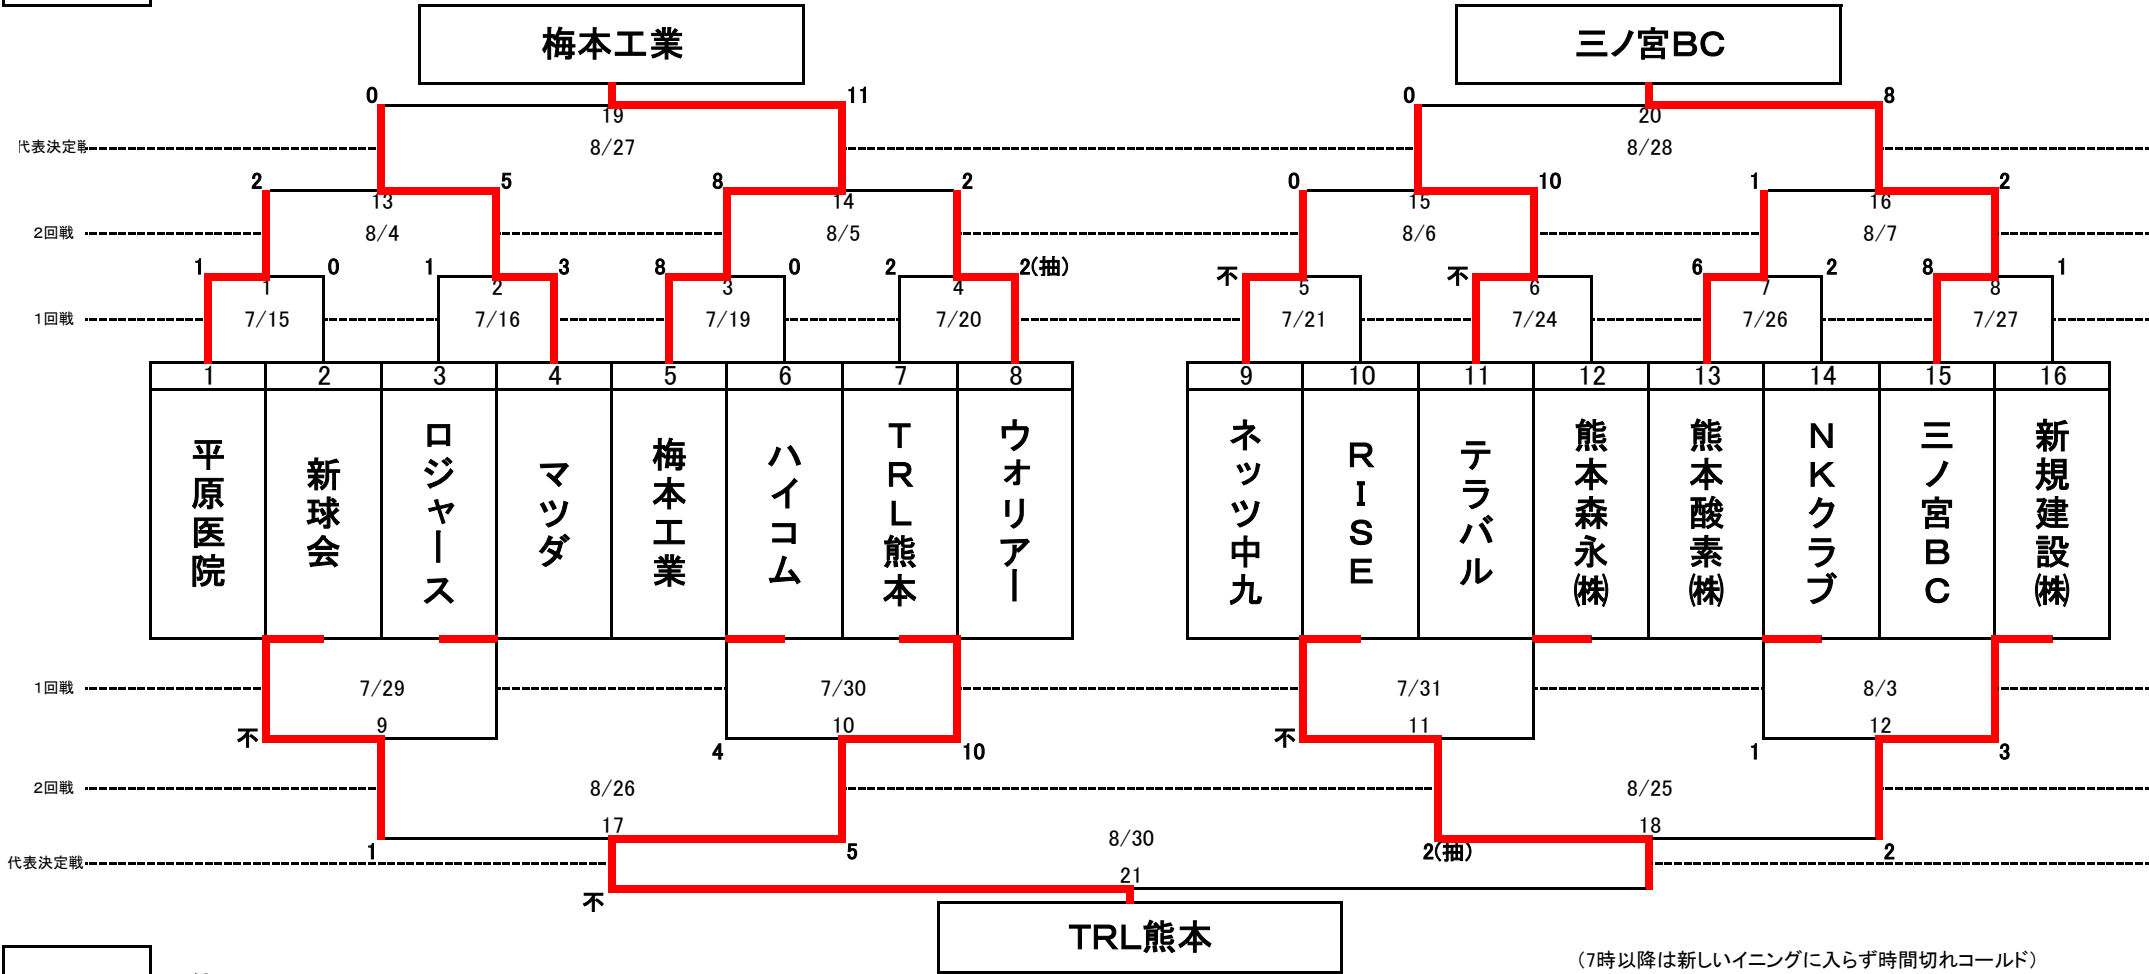 梅本工業 三ノ宮BC
0 11 0 8
19 20
代表決定戦 8/27 8/28
2 5 8 2 0 10 1 2
13 14 15 16
2回戦 8/4 8/5 8/6 8/7
1 0 1 3 8 0 2 2(抽) 不 不 6 2 8 1
1 2 3 4 5 6 7 8
1回戦 7/15 7/16 7/19 7/20 7/21 7/24 7/26 7/27
1 2 3 4 5 6 7 8 9 10 11 12 13 14 15 16
平原医院
新球会
ロジャース
マツダ
梅本工業
ハイコム
TRL熊本
ウォリアー
ネッツ中九
RISE
テラバル
熊本森永㈱
熊本酸素㈱
NKクラブ
三ノ宮BC
新規建設㈱
1回戦 7/29 7/30 7/31 8/3
9 10 11 12
不 4 10 不 1 3
2回戦 8/26 8/25
17 18
1 5 8/30 2(抽) 2
代表決定戦
21
不
TRL熊本
(7時以降は新しいイニングに入らず時間切れコールド)